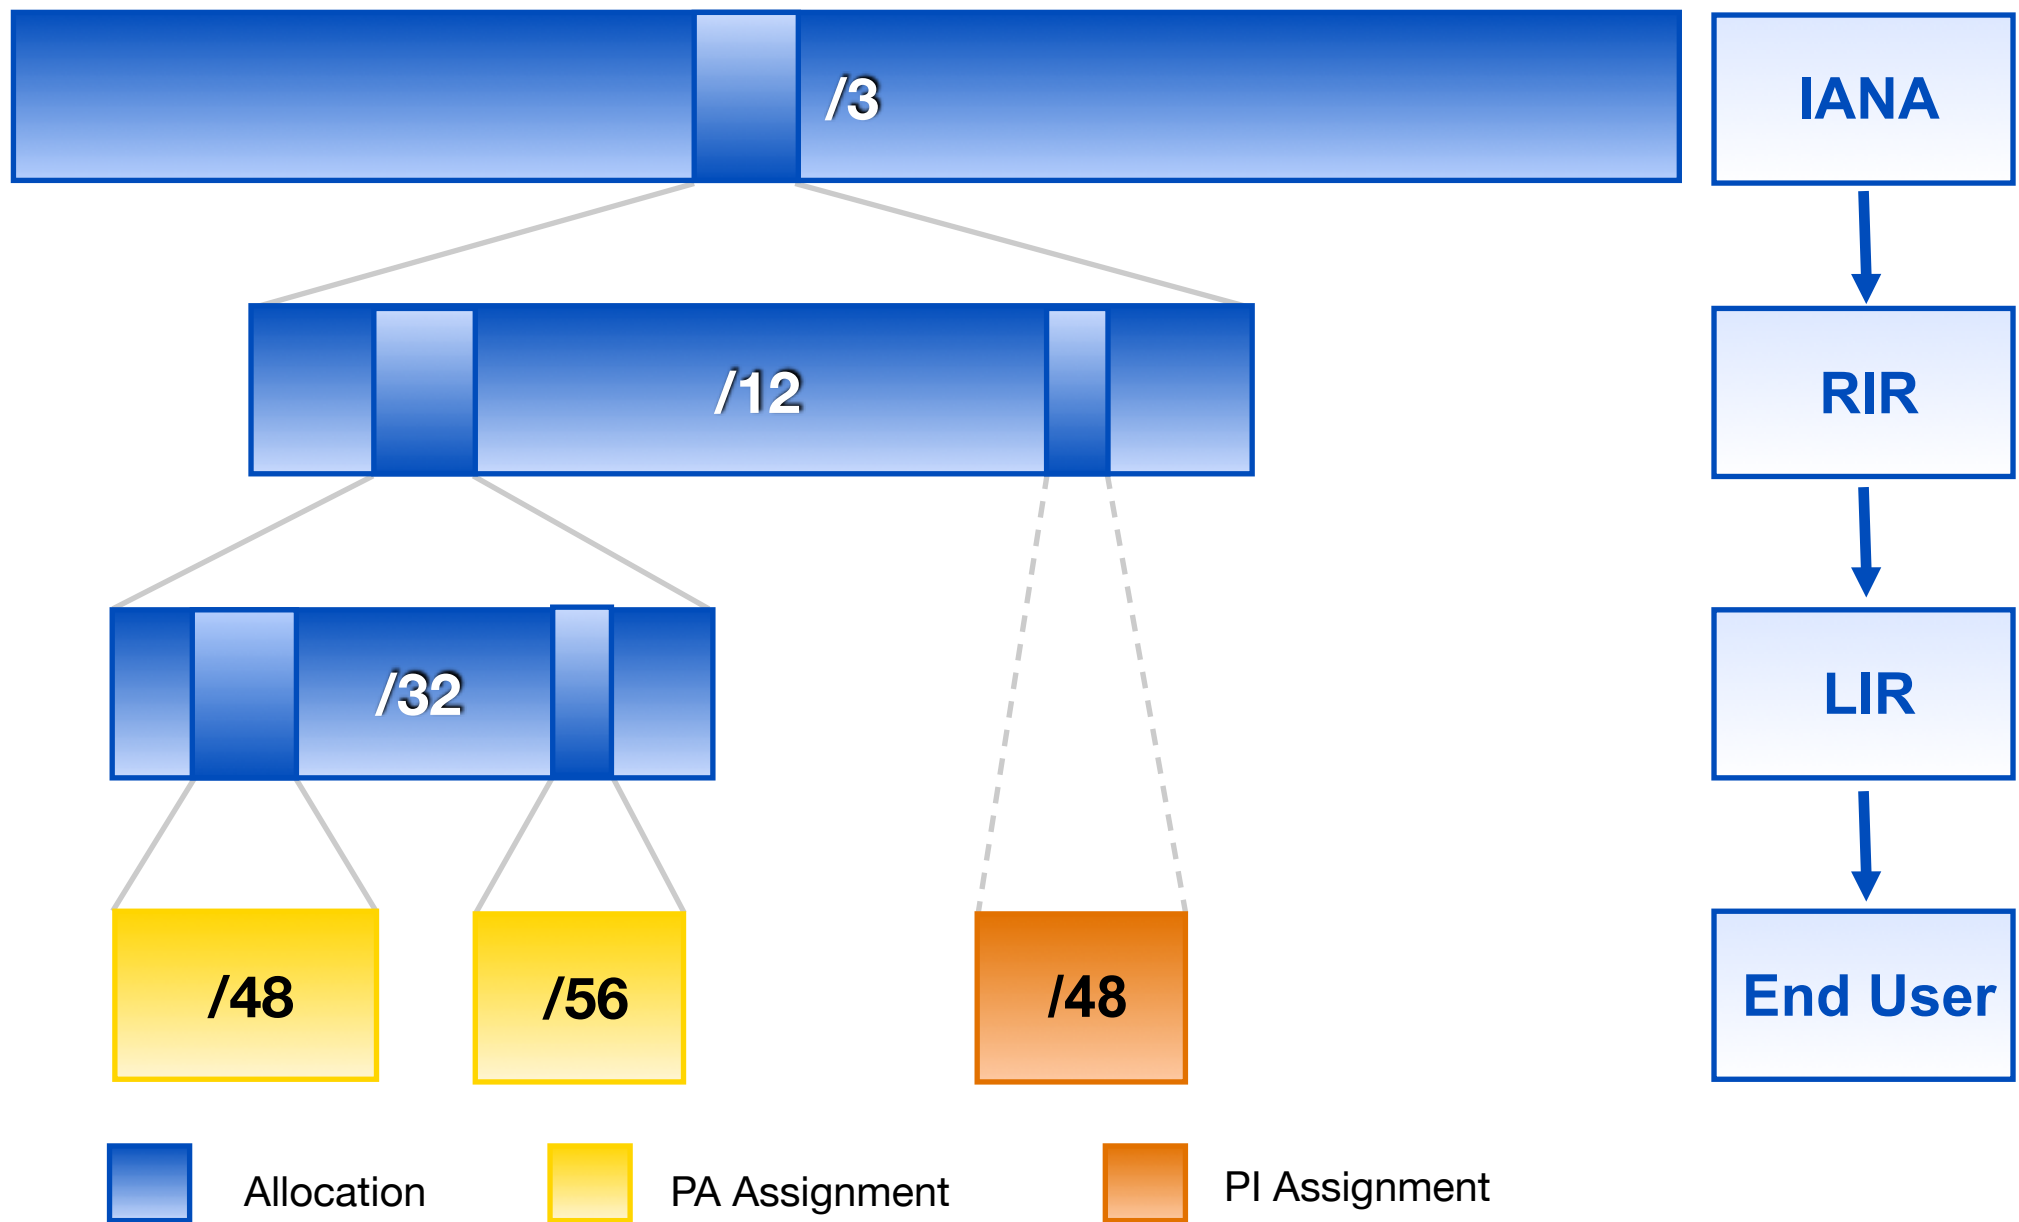 /3
IANA
/12
RIR
/32
LIR
/48
/56
/48
End User
Allocation
PA Assignment
PI Assignment